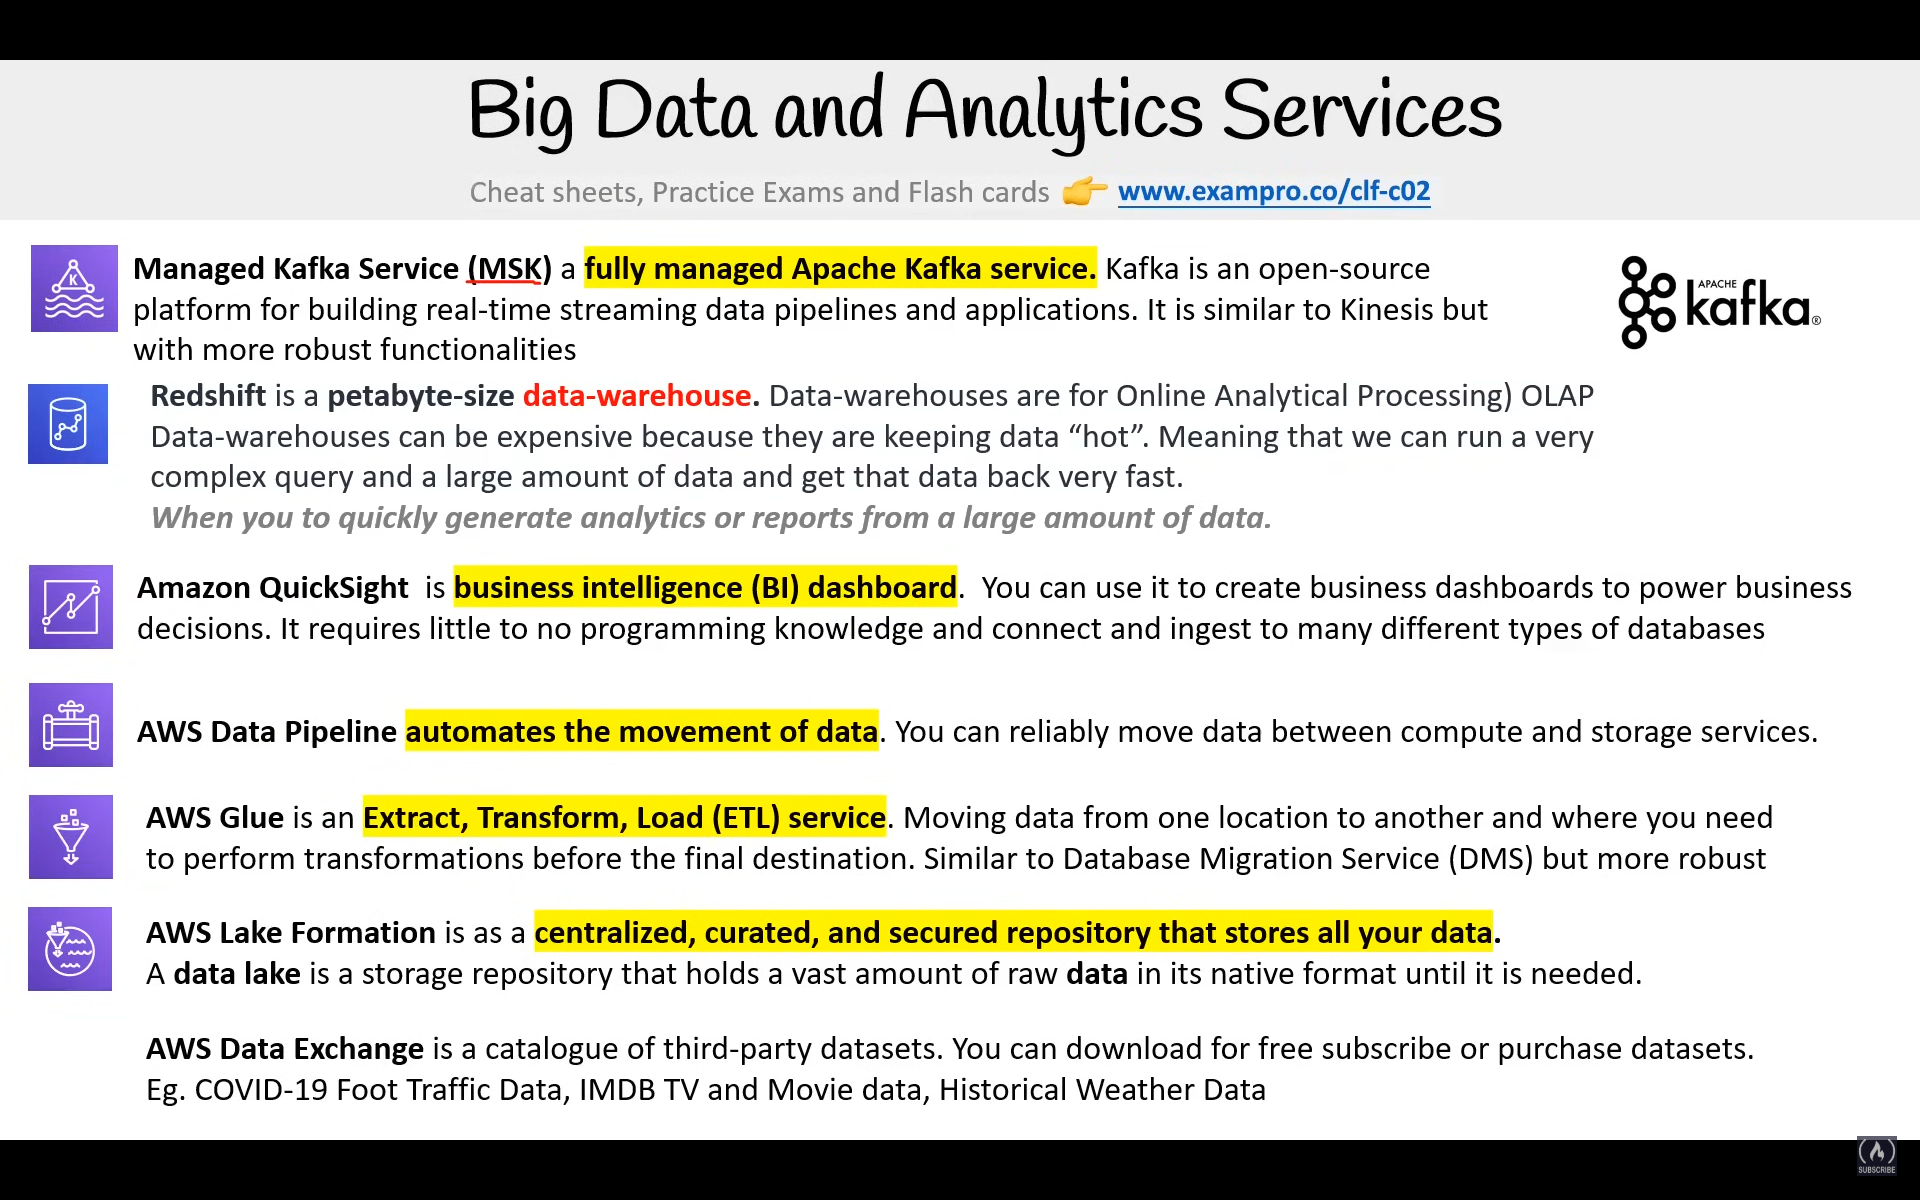 Big Data and Analytics Services
Cheat sheets, Practice Exams and Flash cards 👉 www.exampro.co/clf-c02
Managed Kafka Service (MSK) a fully managed Apache Kafka service. Kafka is an open-source
platform for building real-time streaming data pipelines and applications. It is similar to Kinesis but
with more robust functionalities
K
APACHE
kafka®
Redshift is a petabyte-size data-warehouse. Data-warehouses are for Online Analytical Processing) OLAP
Data-warehouses can be expensive because they are keeping data “hot”. Meaning that we can run a very
complex query and a large amount of data and get that data back very fast.
When you to quickly generate analytics or reports from a large amount of data.
Amazon QuickSight is business intelligence (BI) dashboard. You can use it to create business dashboards to power business
decisions. It requires little to no programming knowledge and connect and ingest to many different types of databases
AWS Data Pipeline automates the movement of data. You can reliably move data between compute and storage services.
AWS Glue is an Extract, Transform, Load (ETL) service. Moving data from one location to another and where you need
to perform transformations before the final destination. Similar to Database Migration Service (DMS) but more robust
AWS Lake Formation is as a centralized, curated, and secured repository that stores all your data.
A data lake is a storage repository that holds a vast amount of raw data in its native format until it is needed.
AWS Data Exchange is a catalogue of third-party datasets. You can download for free subscribe or purchase datasets.
Eg. COVID-19 Foot Traffic Data, IMDB TV and Movie data, Historical Weather Data
SUBSCRIBE